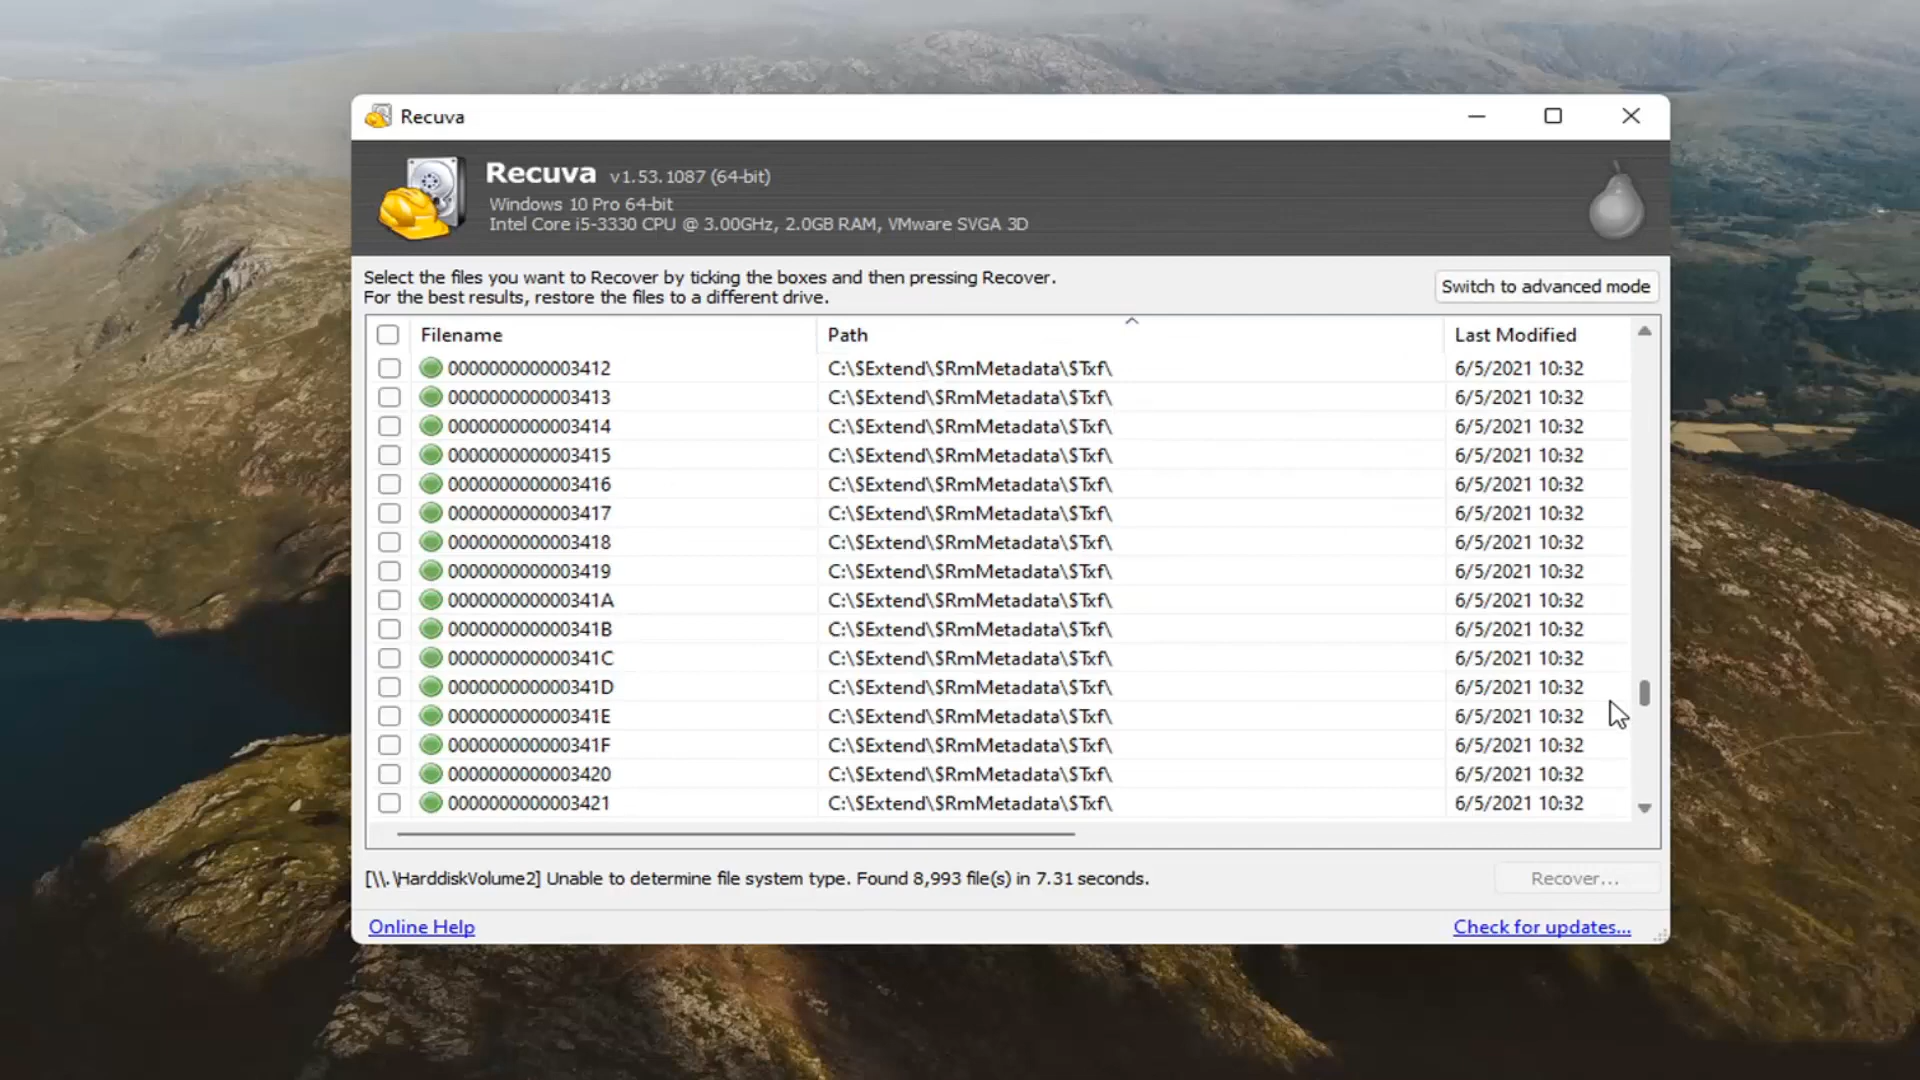 Recuva
Recuva v1.53.1087 (64-bit)
Windows 10 Pro 64-bit
Intel Core i5-3330 CPU @ 3.00GHz, 2.0GB RAM, VMware SVGA 3D
Select the files you want to Recover by ticking the boxes and then pressing Recover.
For the best results, restore the files to a different drive.
Switch to advanced mode
Filename Path Last Modified
0000000000003412 C:\$Extend\$RmMetadata\$Txf\ 6/5/2021 10:32
0000000000003413 C:\$Extend\$RmMetadata\$Txf\ 6/5/2021 10:32
0000000000003414 C:\$Extend\$RmMetadata\$Txf\ 6/5/2021 10:32
0000000000003415 C:\$Extend\$RmMetadata\$Txf\ 6/5/2021 10:32
0000000000003416 C:\$Extend\$RmMetadata\$Txf\ 6/5/2021 10:32
0000000000003417 C:\$Extend\$RmMetadata\$Txf\ 6/5/2021 10:32
0000000000003418 C:\$Extend\$RmMetadata\$Txf\ 6/5/2021 10:32
0000000000003419 C:\$Extend\$RmMetadata\$Txf\ 6/5/2021 10:32
000000000000341A C:\$Extend\$RmMetadata\$Txf\ 6/5/2021 10:32
000000000000341B C:\$Extend\$RmMetadata\$Txf\ 6/5/2021 10:32
000000000000341C C:\$Extend\$RmMetadata\$Txf\ 6/5/2021 10:32
000000000000341D C:\$Extend\$RmMetadata\$Txf\ 6/5/2021 10:32
000000000000341E C:\$Extend\$RmMetadata\$Txf\ 6/5/2021 10:32
000000000000341F C:\$Extend\$RmMetadata\$Txf\ 6/5/2021 10:32
0000000000003420 C:\$Extend\$RmMetadata\$Txf\ 6/5/2021 10:32
0000000000003421 C:\$Extend\$RmMetadata\$Txf\ 6/5/2021 10:32
[\\.\HarddiskVolume2] Unable to determine file system type. Found 8,993 file(s) in 7.31 seconds.
Recover...
Online Help
Check for updates...